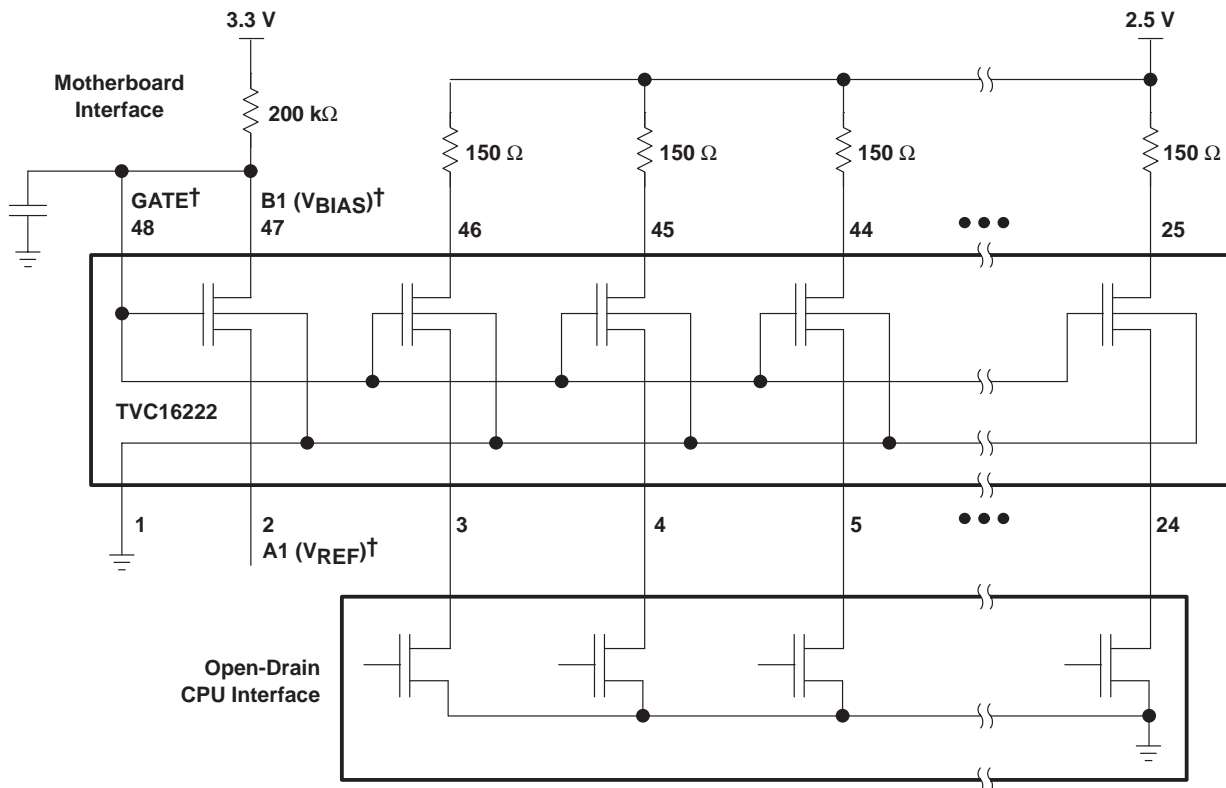 3.3 V
2.5 V
Motherboard
Interface
200 kΩ
150 Ω
150 Ω
150 Ω
150 Ω
GATE†
48
B1 (VBIAS)†
47
46
45
44
25
TVC16222
1
2
A1 (VREF)†
3
4
5
24
Open-Drain
CPU Interface